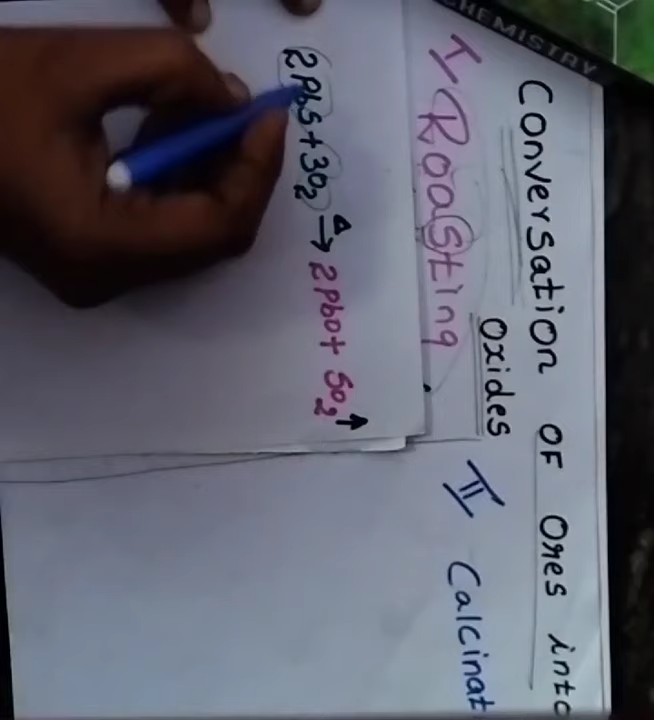 CHEMISTRY
Conversation OF Ores into
oxides
I Roasting
II Calcinat
2PbS + 3O₂ △→ 2PbO + SO₂↑